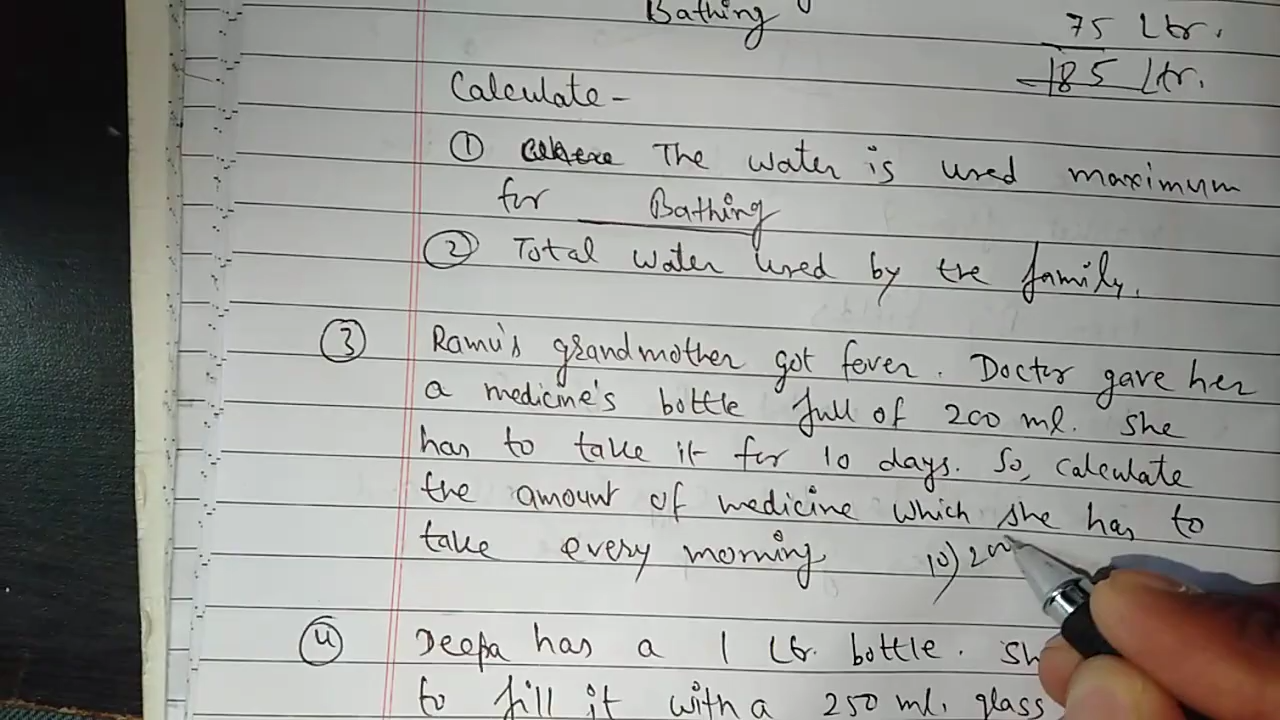 Bathing 75 Ltr.
185 Ltr.
Calculate -
① The water is used maximum
for Bathing
② Total water used by the family.
③ Ramu's grandmother got fever. Doctor gave her
a medicine's bottle full of 200 ml. She
has to take it for 10 days. So, calculate
the amount of medicine which she has to
take every morning 10)200
④ Deepa has a 1 Ltr. bottle. Sh
to fill it with a 250 ml. glass